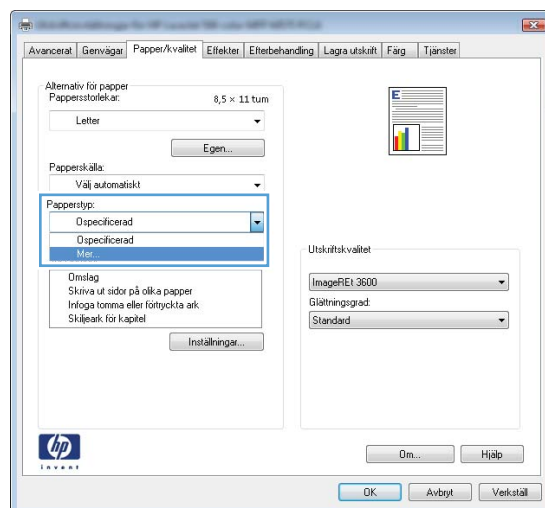 Avancerat Genvägar Papper/kvalitet Effekter Efterbehandling Lagra utskrift Färg Tjänster
Alternativ för papper
Pappersstorlekar: 8,5 × 11 tum
Letter
Egen...
Papperskälla:
Välj automatiskt
Papperstyp:
Ospecificerad
Ospecificerad
Mer...
Omslag
Skriva ut sidor på olika papper
Infoga tomma eller förtryckta ark
Skiljeark för kapitel
Inställningar...
E
Utskriftskvalitet
ImageREt 3600
Glättningsgrad:
Standard
hp
invent
Om... Hjälp
OK Avbryt Verkställ